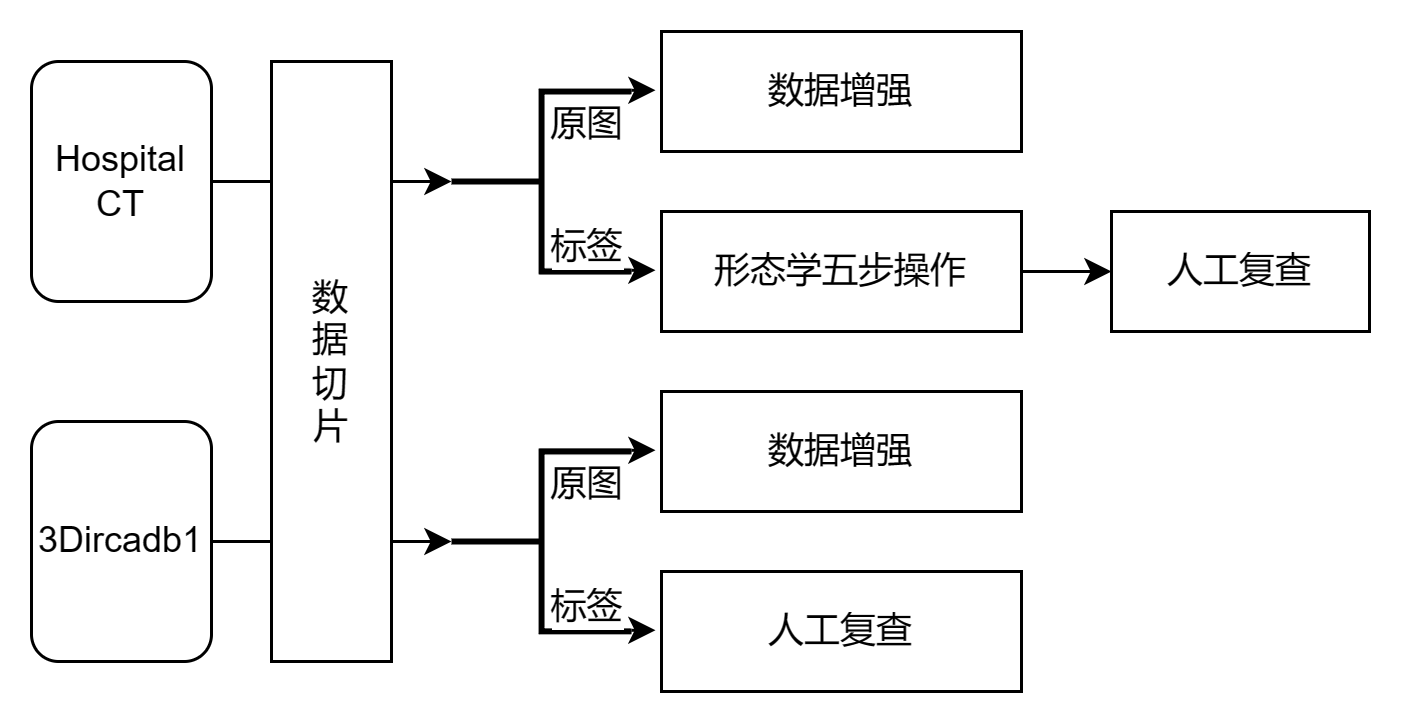 Hospital
CT
3Dircadb1
数
据
切
片
原图
数据增强
标签
形态学五步操作
人工复查
原图
数据增强
标签
人工复查